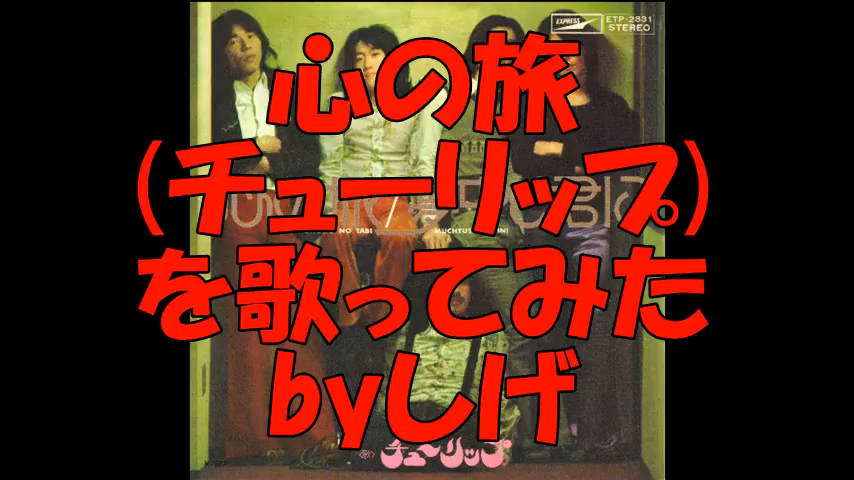 EXPRESS
ETP-2831
STEREO
心の旅
(チューリップ)
を歌ってみた
byしげ
NO TABI
MUCHYU
チューリップ